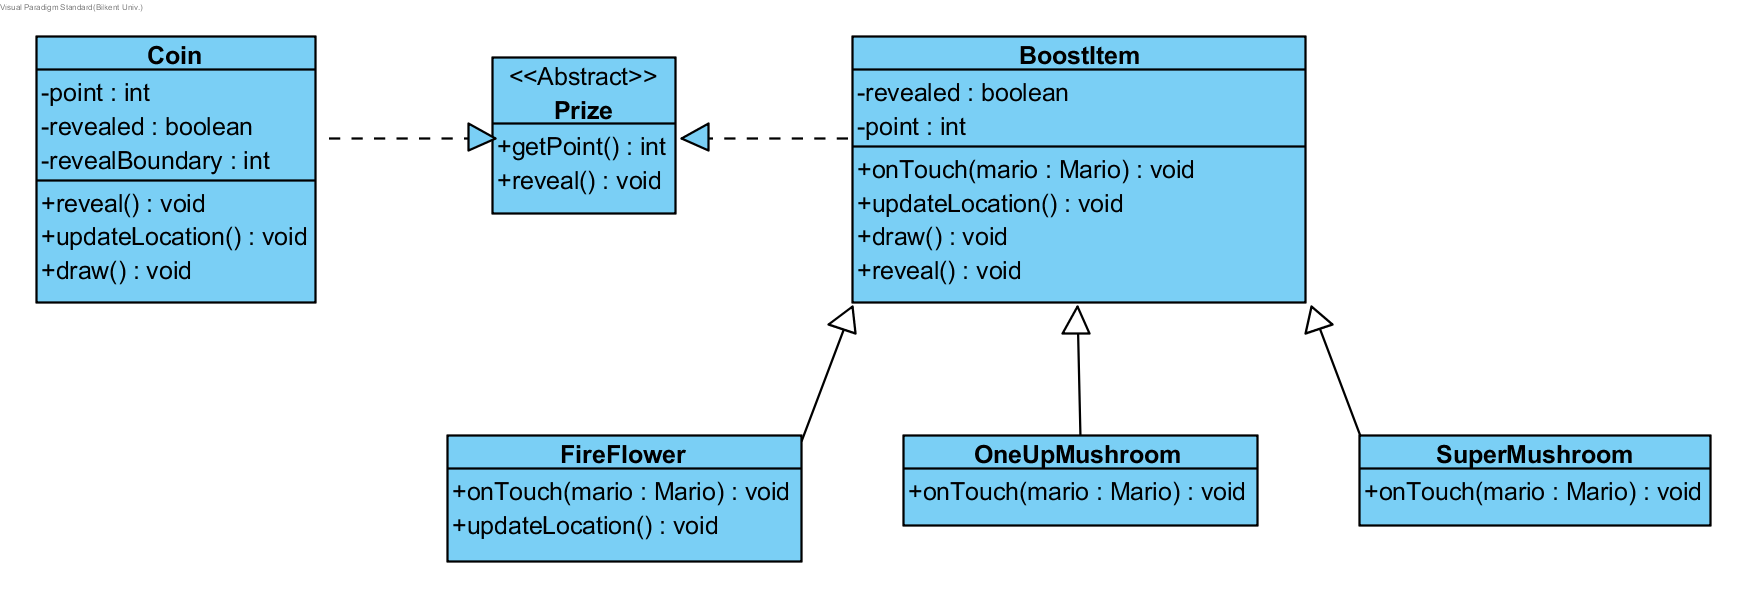 Visual Paradigm Standard(Bilkent Univ.)
Coin
-point : int
-revealed : boolean
-revealBoundary : int
+reveal() : void
+updateLocation() : void
+draw() : void
<<Abstract>>
Prize
+getPoint() : int
+reveal() : void
BoostItem
-revealed : boolean
-point : int
+onTouch(mario : Mario) : void
+updateLocation() : void
+draw() : void
+reveal() : void
FireFlower
+onTouch(mario : Mario) : void
+updateLocation() : void
OneUpMushroom
+onTouch(mario : Mario) : void
SuperMushroom
+onTouch(mario : Mario) : void